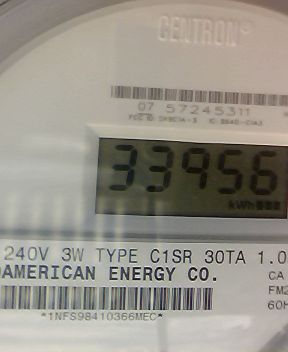 CENTRON®
07 57245311
33956
kWh
240V 3W TYPE C1SR 30TA 1.0
AMERICAN ENERGY CO.
CA
FM2
60H
*1NFS98410366MEC*